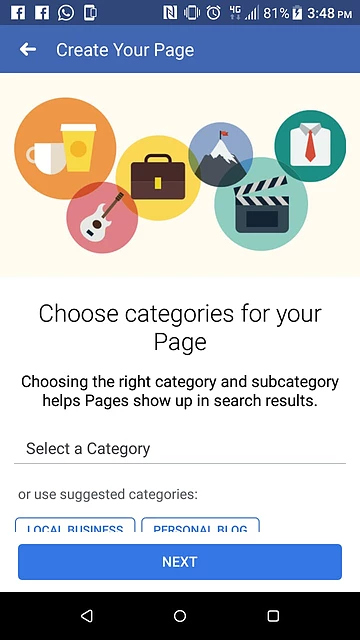 4G 81% 3:48 PM
Create Your Page
Choose categories for your
Page
Choosing the right category and subcategory
helps Pages show up in search results.
Select a Category
or use suggested categories:
LOCAL BUSINESS PERSONAL BLOG
NEXT